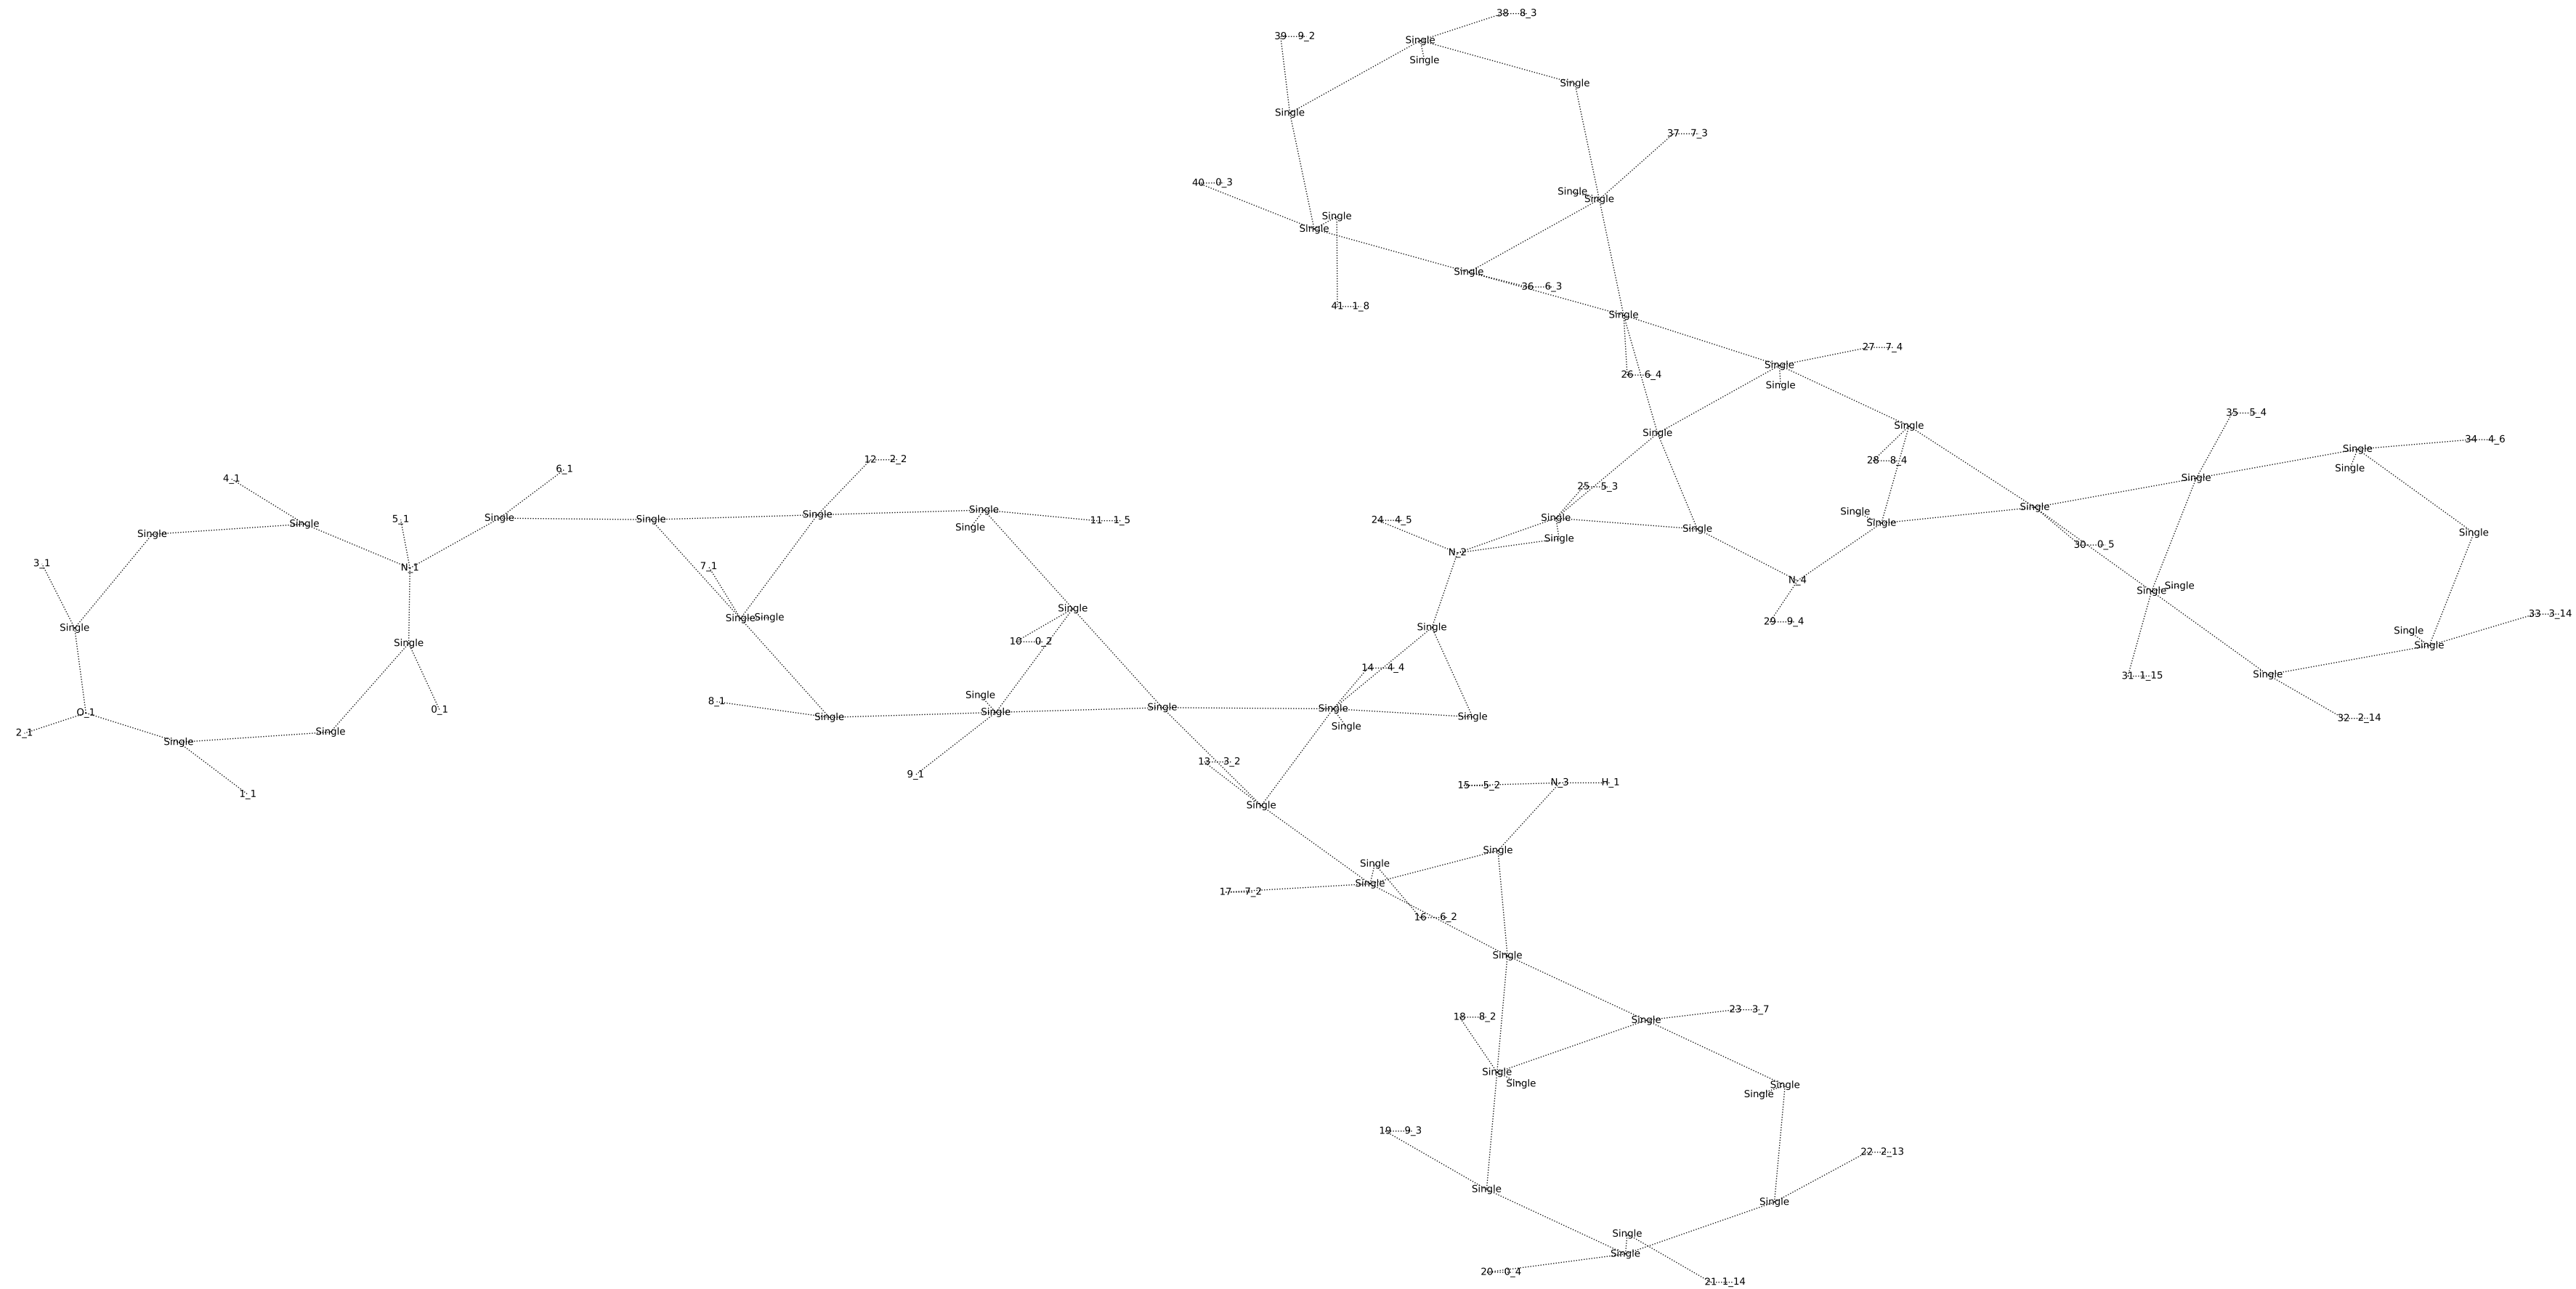 38 8_3
39 9_2
Single
Single
Single
Single
37 7_3
40 0_3
Single
Single
Single
Single
Single
36 6_3
41 1_8
Single
27 7_4
Single
26 6_4
Single
35 5_4
Single
Single
34 4_6
Single
12 2_2
28 8_4
Single
6_1
Single
4_1
25 5_3
Single
Single
Single
Single
Single
Single
Single
5_1
11 1_5
24 4_5
Single
Single
Single
Single
Single
Single
Single
30 0_5
N_2
3_1
7_1
N_1
N_4
Single
Single
Single
Single
Single
29 9_4
Single
Single
Single
Single
10 0_2
Single
Single
14 4_4
Single
31 1_15
33 3_14
Single
8_1
Single
0_1
Single
Single
O_1
Single
Single
Single
32 2_14
Single
2_1
Single
Single
13 3_2
9_1
15 5_2
N_3
H_1
1_1
Single
Single
Single
Single
17 7_2
16 6_2
Single
23 3_7
18 8_2
Single
Single
Single
Single
Single
19 9_3
22 2_13
Single
Single
Single
Single
20 0_4
21 1_14